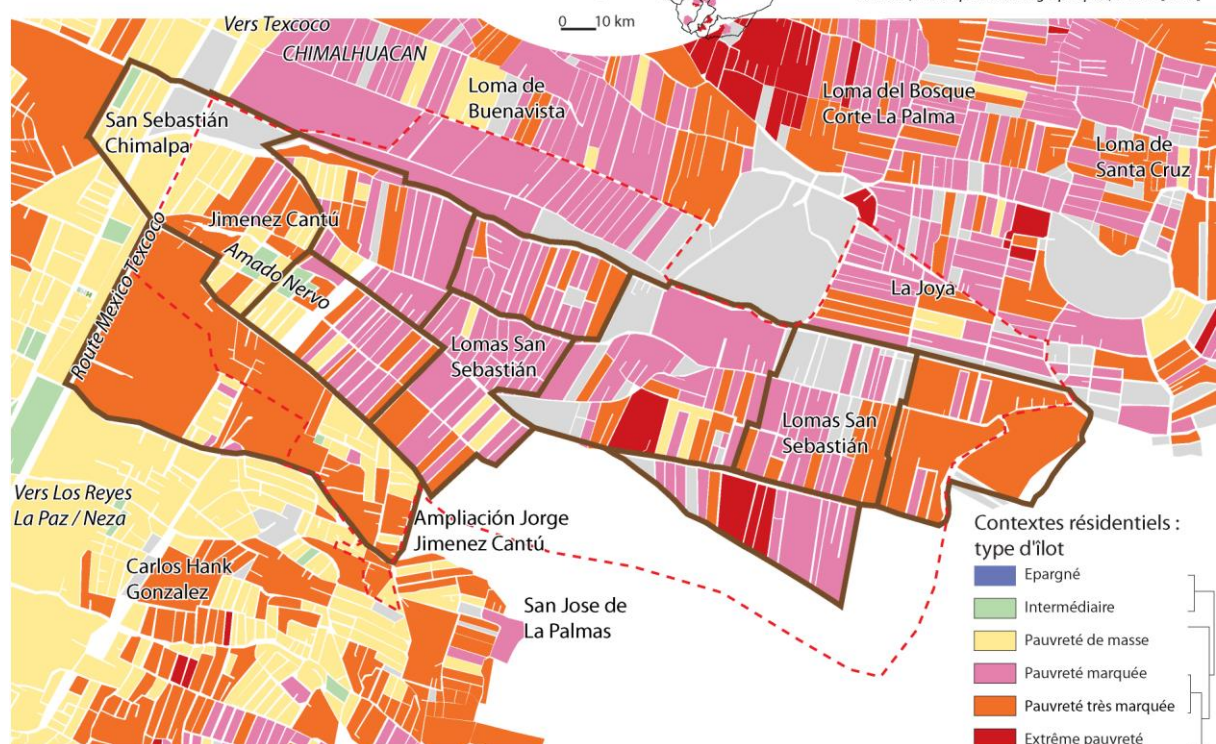 0 10 km
Vers Texcoco
CHIMALHUACAN
Loma de
Buenavista
Loma del Bosque
Corte La Palma
San Sebastián
Chimalpa
Loma de
Santa Cruz
Jimenez Cantú
Amado Nervo
Route Mexico Texcoco
La Joya
Lomas San
Sebastián
Lomas San
Sebastián
Vers Los Reyes
La Paz / Neza
Ampliación Jorge
Jimenez Cantú
Carlos Hank
Gonzalez
San Jose de
La Palmas
Contextes résidentiels :
type d'îlot
Epargné
Intermédiaire
Pauvreté de masse
Pauvreté marquée
Pauvreté très marquée
Extrême pauvreté